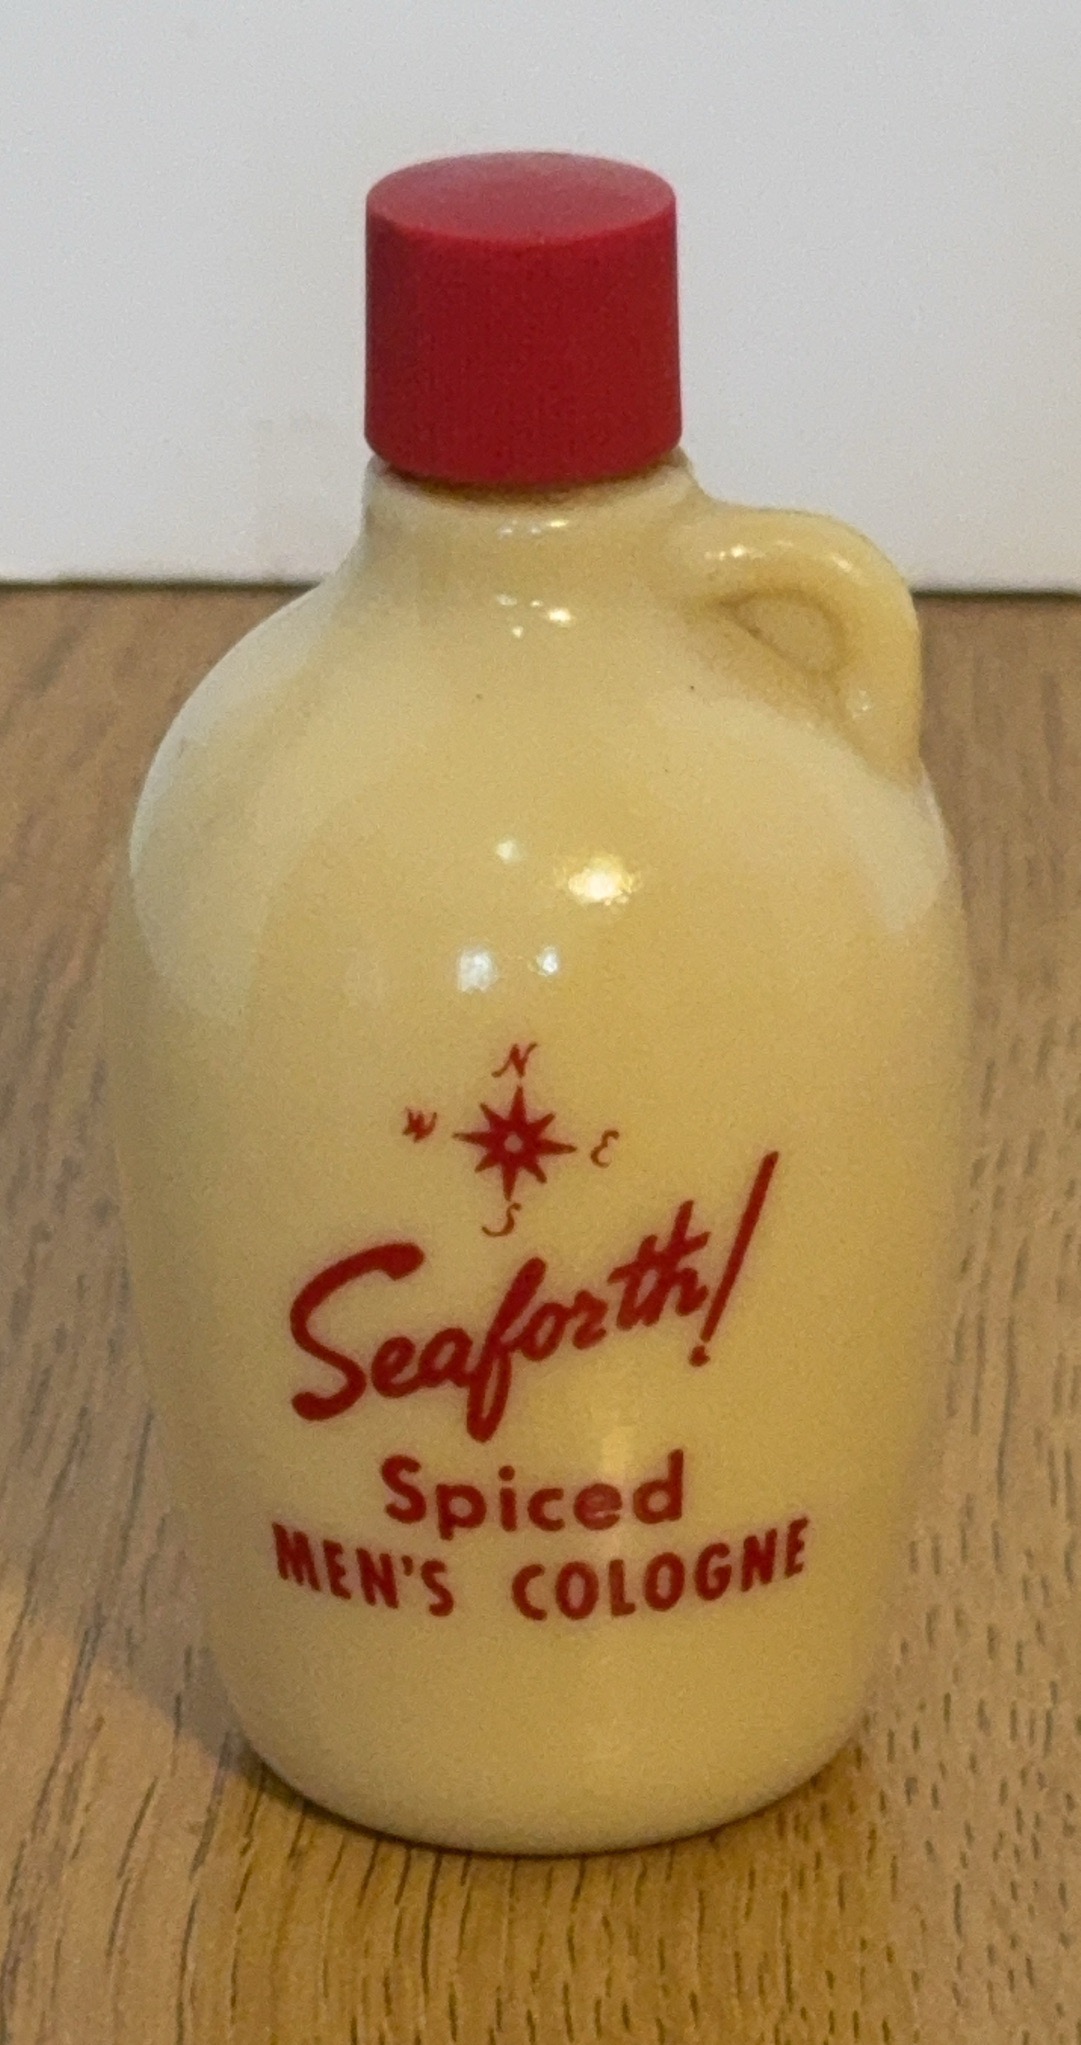 N
W E
S
Seaforth!
Spiced
MEN'S COLOGNE